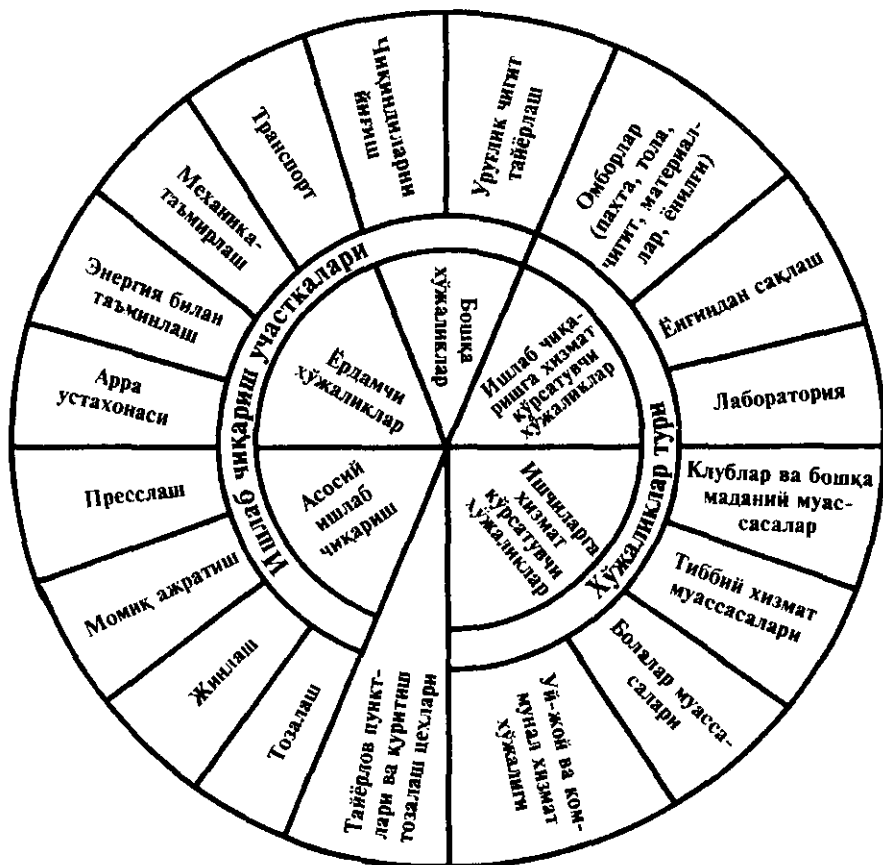 Чиқиндиларни
йиғиш
Уруғлик чигит
тайёрлаш
Омборлар
(пахта, тола,
чигит, материал-
лар, ёнилғи)
Ёнғиндан сақлаш
Лаборатория
Клублар ва бошқа
маданий муас-
сасалар
Тиббий хизмат
муассасалари
Болалар муасса-
салари
Уй-жой ва ком-
мунал хизмат
хўжалиги
Тайёрлов пункт-
лари ва қуритиш
тозалаш цехлари
Тозалаш
Жинлаш
Момиқ ажратиш
Пресслаш
Арра
устахонаси
Энергия билан
таъминлаш
Механика-
таъмирлаш
Транспорт
Ишлаб чиқариш участкалари
Хўжаликлар тури
Бошқа
хўжаликлар
Ишлаб чиқа-
ришга хизмат
кўрсатувчи
хўжаликлар
Ишчиларга
хизмат
кўрсатувчи
ҳўжаликлар
Асосий
ишлаб
чиқариш
Ёрдамчи
хўжаликлар